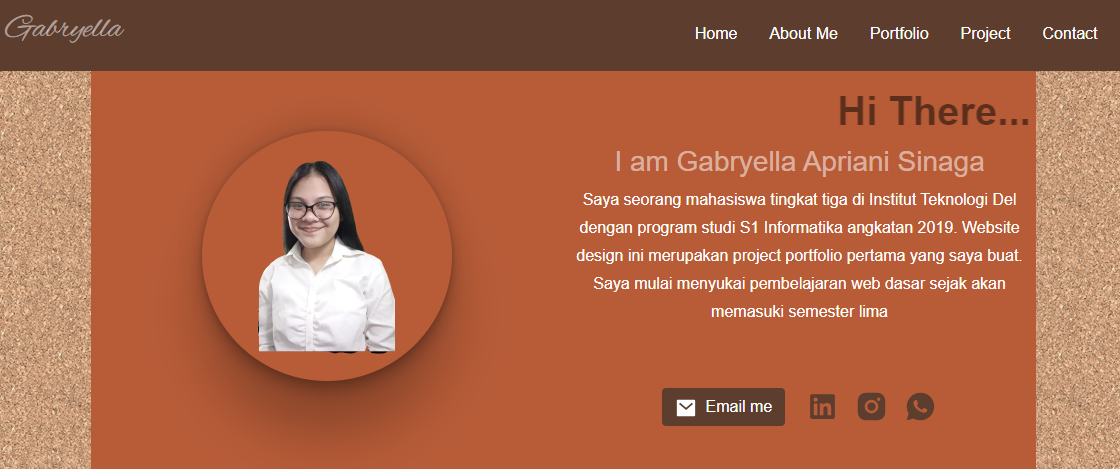 Gabryella
Home About Me Portfolio Project Contact
Hi There...
I am Gabryella Apriani Sinaga
Saya seorang mahasiswa tingkat tiga di Institut Teknologi Del
dengan program studi S1 Informatika angkatan 2019. Website
design ini merupakan project portfolio pertama yang saya buat.
Saya mulai menyukai pembelajaran web dasar sejak akan
memasuki semester lima
Email me